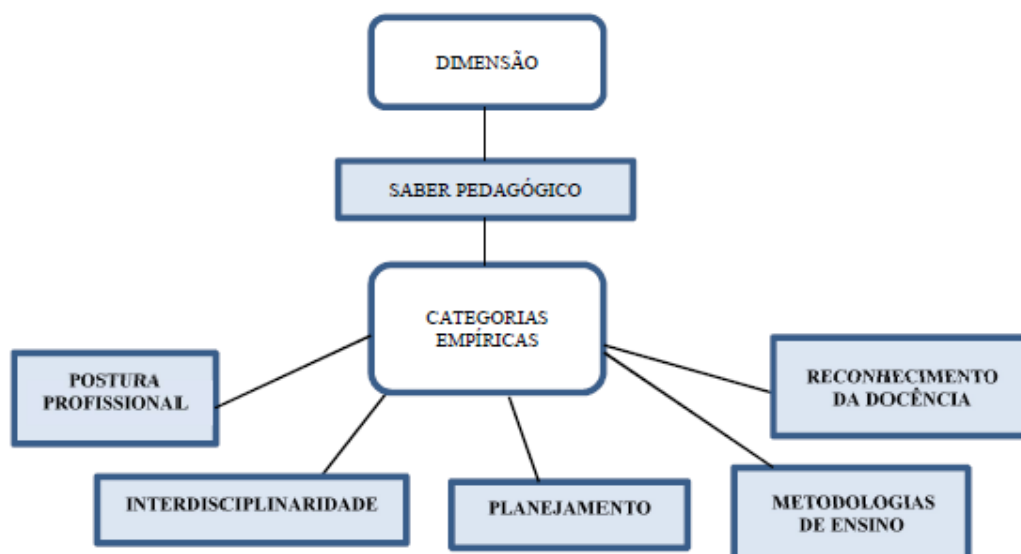 DIMENSÃO
SABER PEDAGÓGICO
CATEGORIAS
EMPÍRICAS
POSTURA
PROFISSIONAL
RECONHECIMENTO
DA DOCÊNCIA
INTERDISCIPLINARIDADE
PLANEJAMENTO
METODOLOGIAS
DE ENSINO